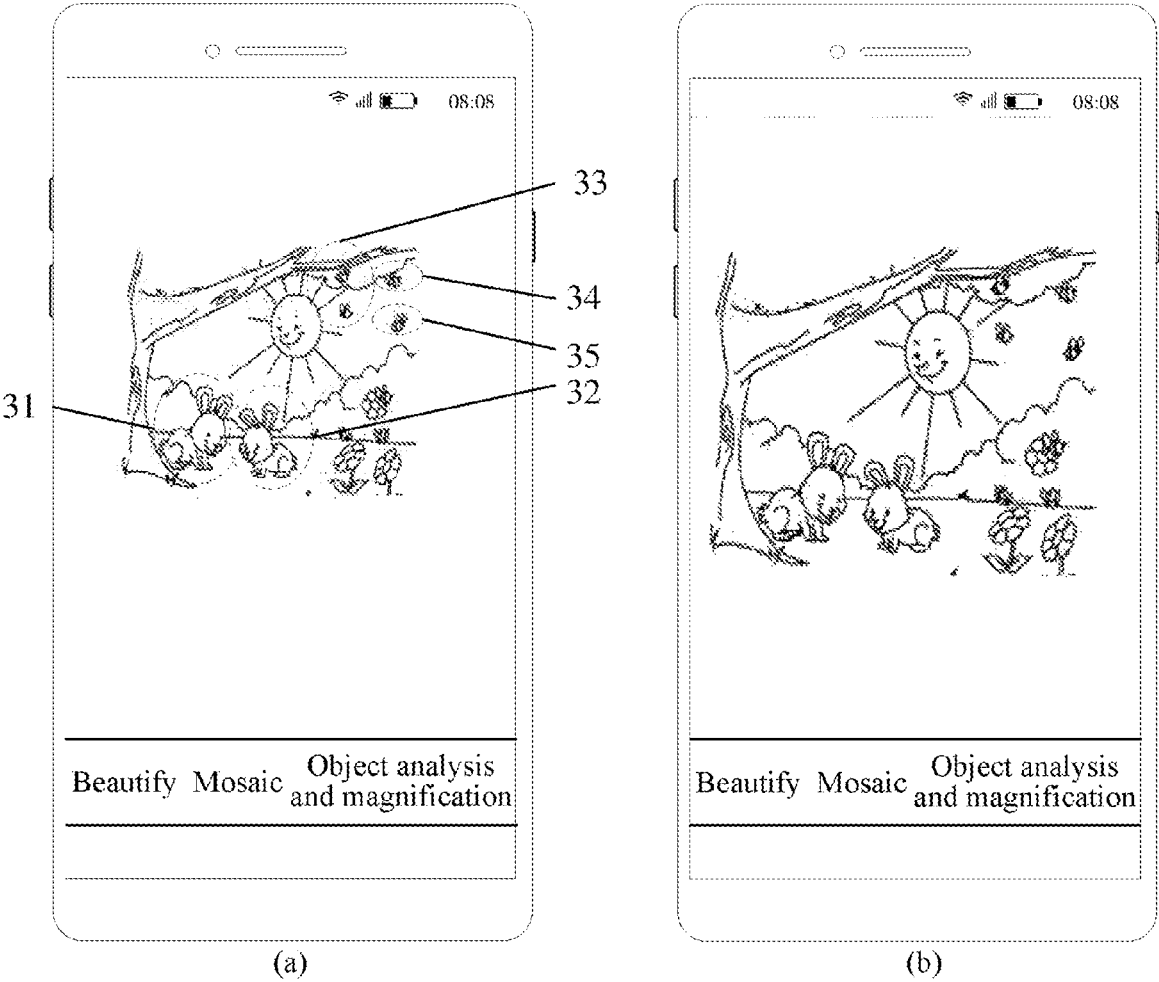 08:08
08:08
33
34
35
32
31
Beautify Mosaic Object analysis
and magnification
Beautify Mosaic Object analysis
and magnification
(a)
(b)